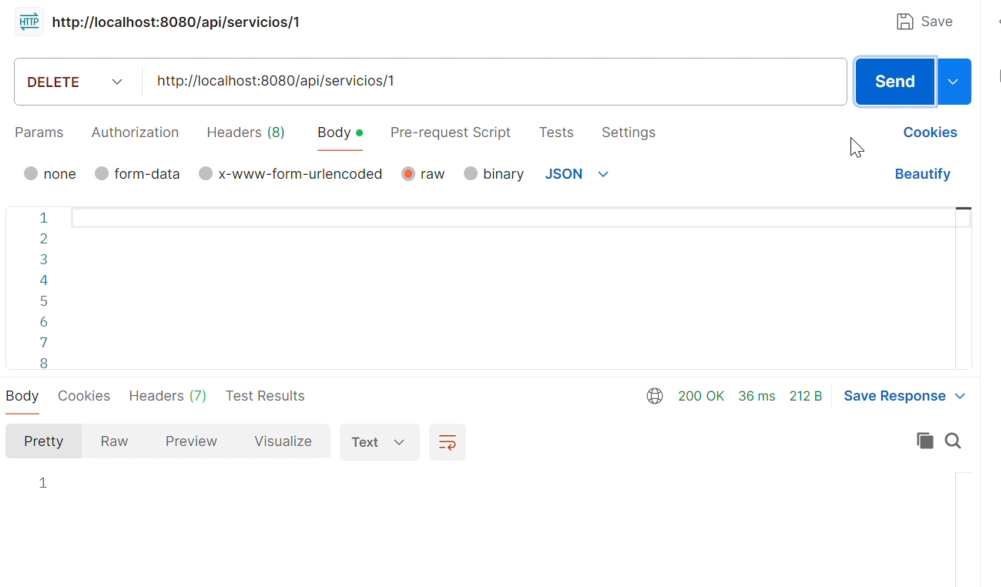 HTTP http://localhost:8080/api/servicios/1 Save
DELETE http://localhost:8080/api/servicios/1 Send
Params Authorization Headers (8) Body Pre-request Script Tests Settings Cookies
none form-data x-www-form-urlencoded raw binary JSON Beautify
1
2
3
4
5
6
7
8
Body Cookies Headers (7) Test Results 200 OK 36 ms 212 B Save Response
Pretty Raw Preview Visualize Text
1